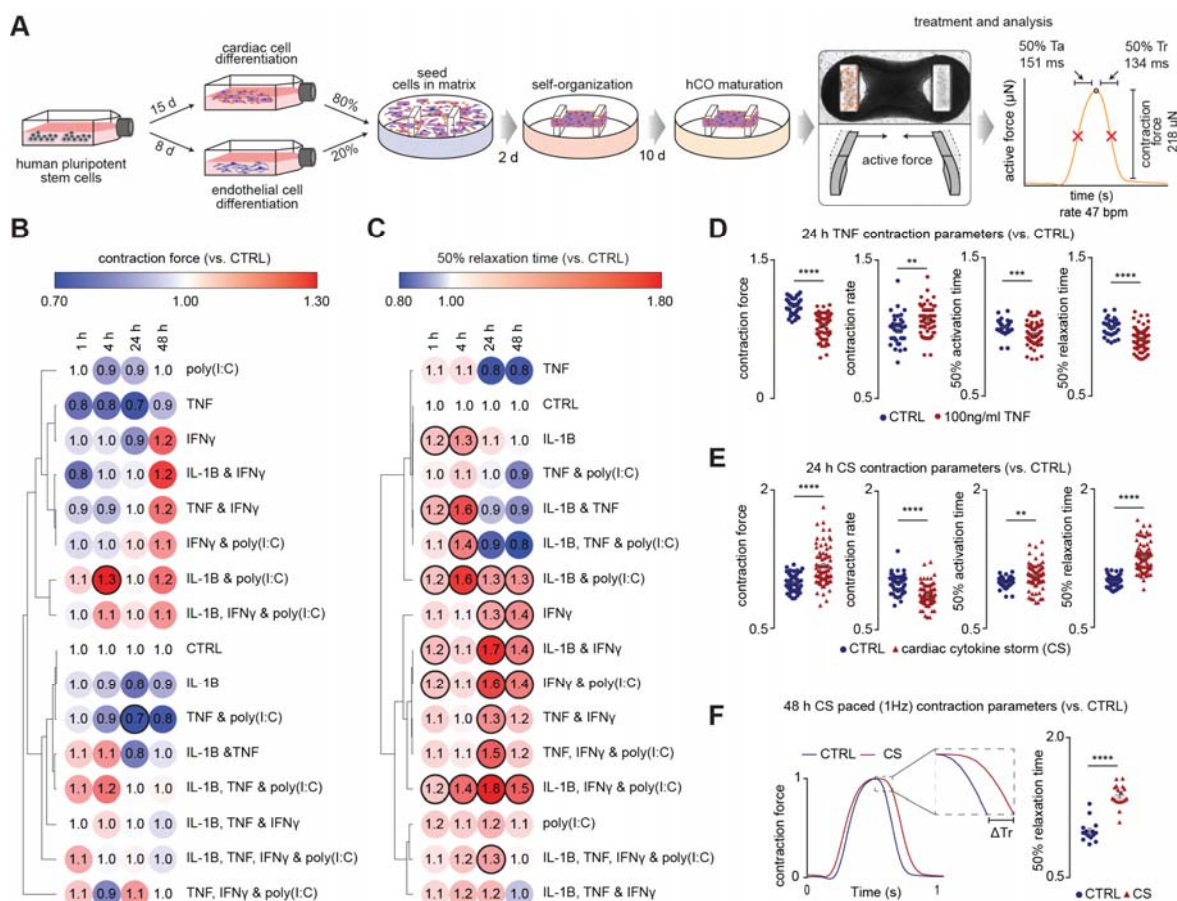 A
treatment and analysis
cardiac cell
differentiation
15 d
80%
8 d
20%
human pluripotent
stem cells
endothelial cell
differentiation
seed
cells in matrix
2 d
self-organization
10 d
hCO maturation
active force
50% Ta
151 ms
50% Tr
134 ms
active force (µN)
contraction
force
218 µN
time (s)
rate 47 bpm
B
contraction force (vs. CTRL)
0.70 1.00 1.30
1 h 4 h 24 h 48 h
1.0 0.9 0.9 1.0 poly(I:C)
0.8 0.8 0.7 0.9 TNF
1.0 1.0 0.9 1.2 IFNγ
0.8 1.0 1.0 1.2 IL-1B & IFNγ
0.9 0.9 1.0 1.2 TNF & IFNγ
1.0 1.0 1.0 1.1 IFNγ & poly(I:C)
1.1 1.3 1.0 1.2 IL-1B & poly(I:C)
1.0 1.1 1.0 1.1 IL-1B, IFNγ & poly(I:C)
1.0 1.0 1.0 1.0 CTRL
1.0 0.9 0.8 0.9 IL-1B
1.0 0.9 0.7 0.8 TNF & poly(I:C)
1.1 1.1 0.8 1.0 IL-1B &TNF
1.1 1.2 1.0 1.0 IL-1B, TNF & poly(I:C)
1.0 1.0 1.0 1.0 IL-1B, TNF & IFNγ
1.1 1.0 1.0 1.0 IL-1B, TNF, IFNγ & poly(I:C)
1.1 0.9 1.1 1.0 TNF, IFNγ & poly(I:C)
C
50% relaxation time (vs. CTRL)
0.80 1.00 1.80
1 h 4 h 24 h 48 h
1.1 1.1 0.8 0.8 TNF
1.0 1.0 1.0 1.0 CTRL
1.2 1.3 1.1 1.0 IL-1B
1.0 1.1 1.0 0.9 TNF & poly(I:C)
1.2 1.6 0.9 0.9 IL-1B & TNF
1.1 1.4 0.9 0.8 IL-1B, TNF & poly(I:C)
1.2 1.6 1.3 1.3 IL-1B & poly(I:C)
1.1 1.1 1.3 1.4 IFNγ
1.2 1.1 1.7 1.4 IL-1B & IFNγ
1.2 1.1 1.6 1.4 IFNγ & poly(I:C)
1.1 1.0 1.3 1.2 TNF & IFNγ
1.1 1.1 1.5 1.2 TNF, IFNγ & poly(I:C)
1.2 1.4 1.8 1.5 IL-1B, IFNγ & poly(I:C)
1.2 1.1 1.2 1.1 poly(I:C)
1.1 1.2 1.3 1.0 IL-1B, TNF, IFNγ & poly(I:C)
1.1 1.2 1.2 1.0 IL-1B, TNF & IFNγ
D
24 h TNF contraction parameters (vs. CTRL)
1.5 1.5 1.5 1.5
**** ** *** ****
contraction force
contraction rate
50% activation time
50% relaxation time
0 0.5 0.5 0.5
CTRL 100ng/ml TNF
E
24 h CS contraction parameters (vs. CTRL)
2 2 2 2
**** **** ** ****
contraction force
contraction rate
50% activation time
50% relaxation time
0.5 0.5 0.5 0.5
CTRL cardiac cytokine storm (CS)
F
48 h CS paced (1Hz) contraction parameters (vs. CTRL)
CTRL CS
1
contraction force
0
0 Time (s) 1
ΔTr
2.0
****
50% relaxation time
0.5
CTRL CS